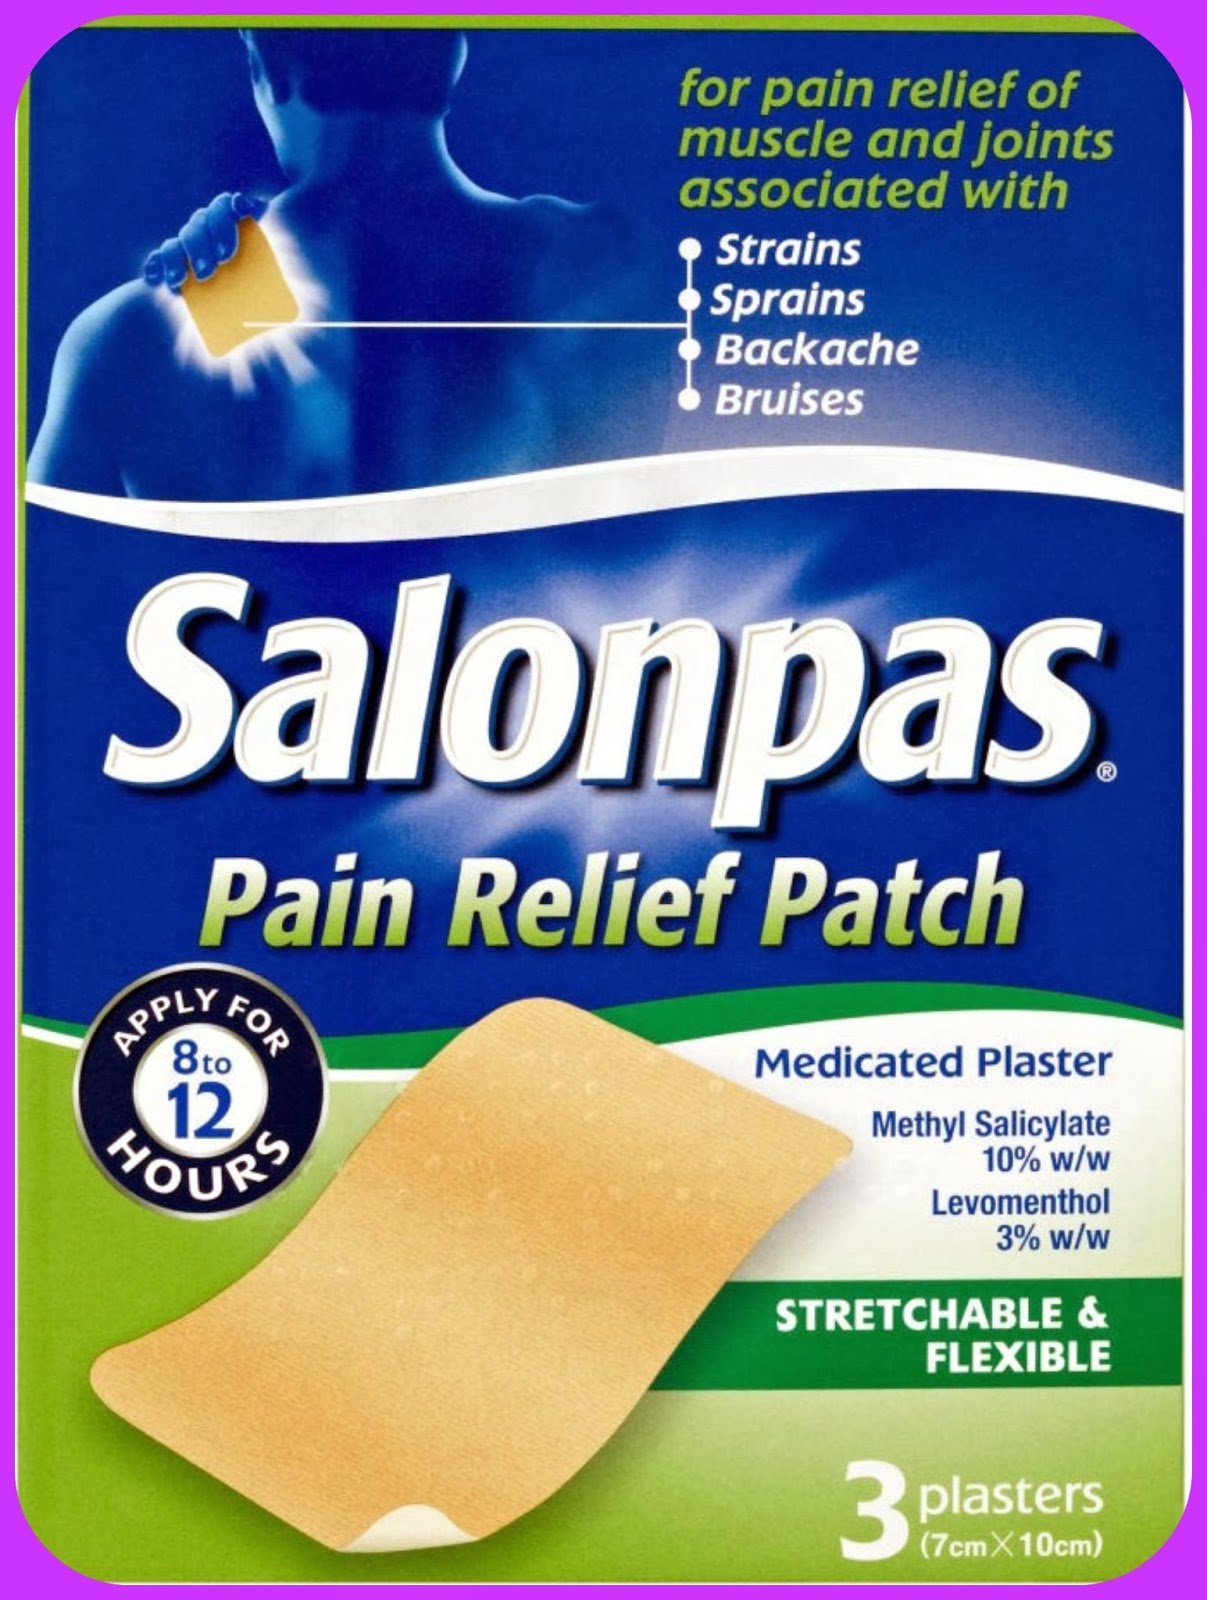 for pain relief of
muscle and joints
associated with
Strains
Sprains
Backache
Bruises
Salonpas®
Pain Relief Patch
APPLY FOR
8 to
12
HOURS
Medicated Plaster
Methyl Salicylate
10% w/w
Levomenthol
3% w/w
STRETCHABLE &
FLEXIBLE
3 plasters
(7cm×10cm)